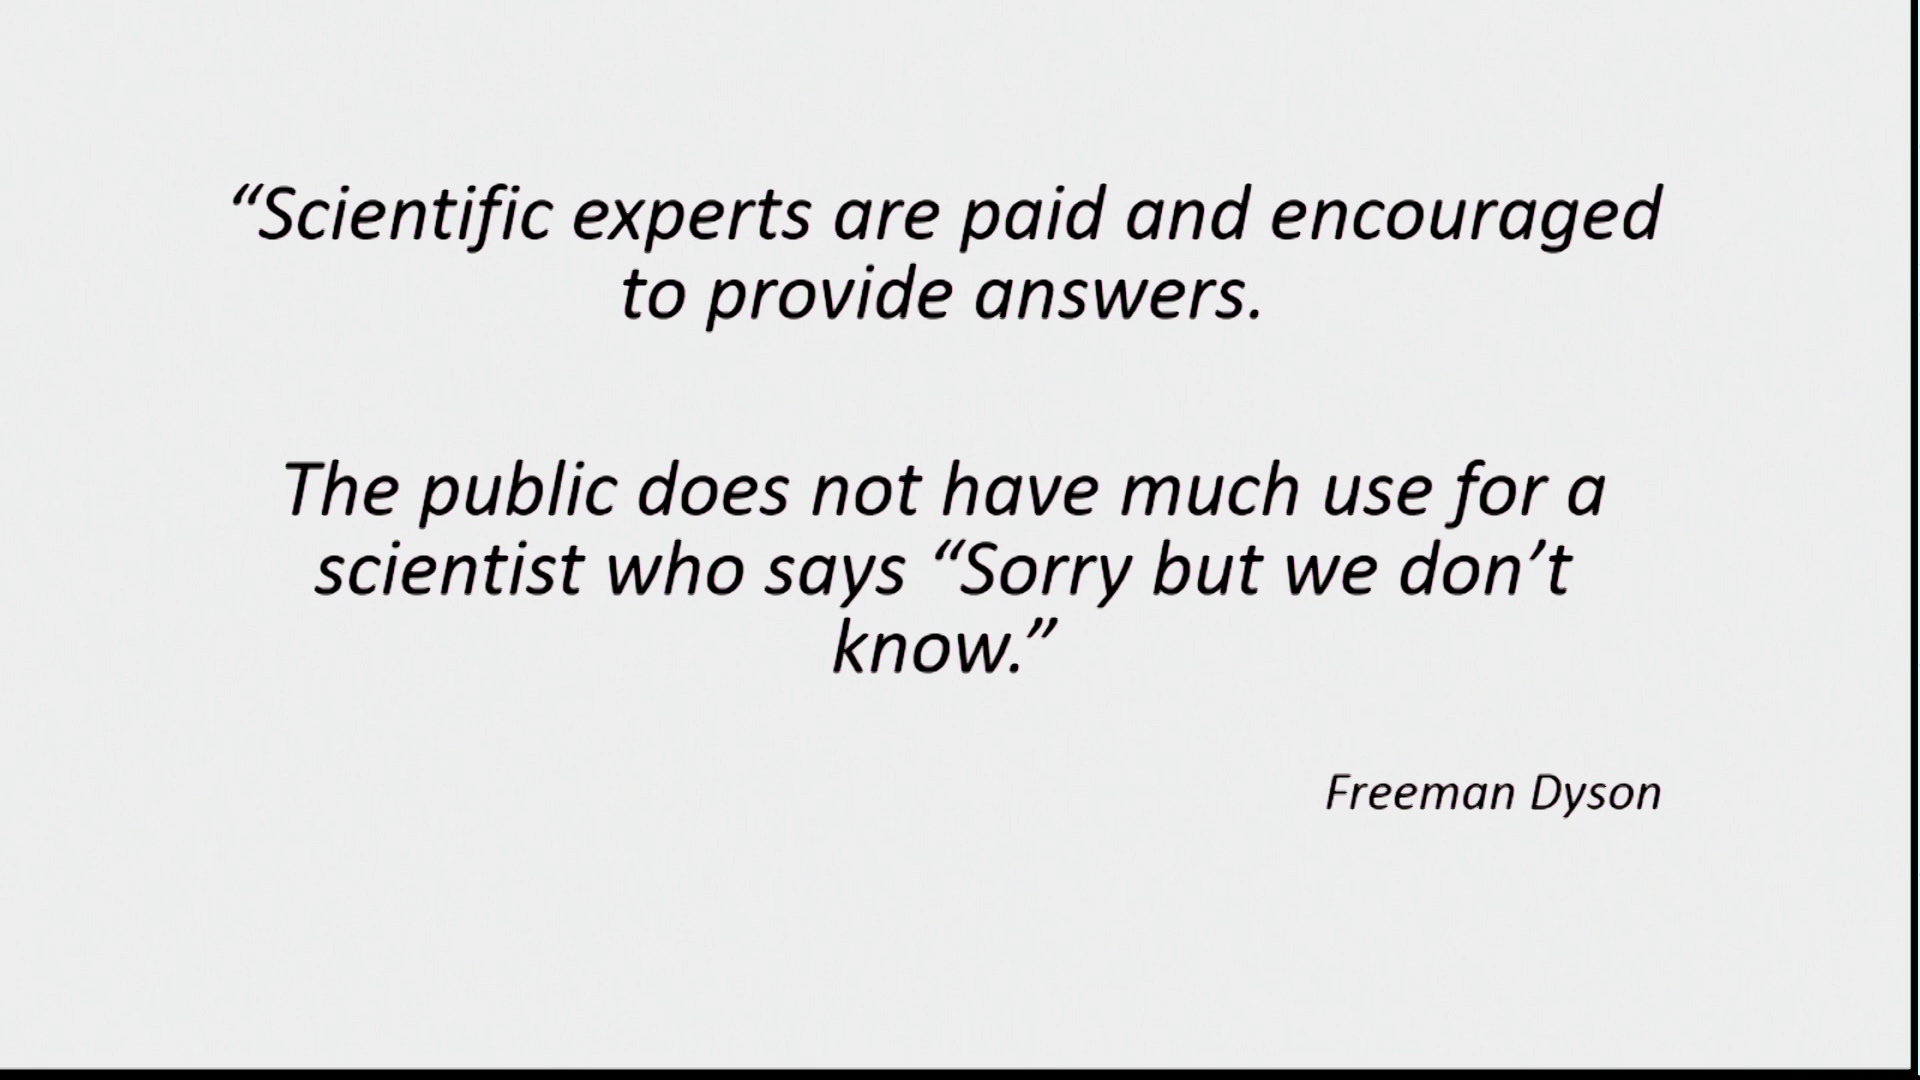 “Scientific experts are paid and encouraged
to provide answers.
The public does not have much use for a
scientist who says “Sorry but we don’t
know.”
Freeman Dyson